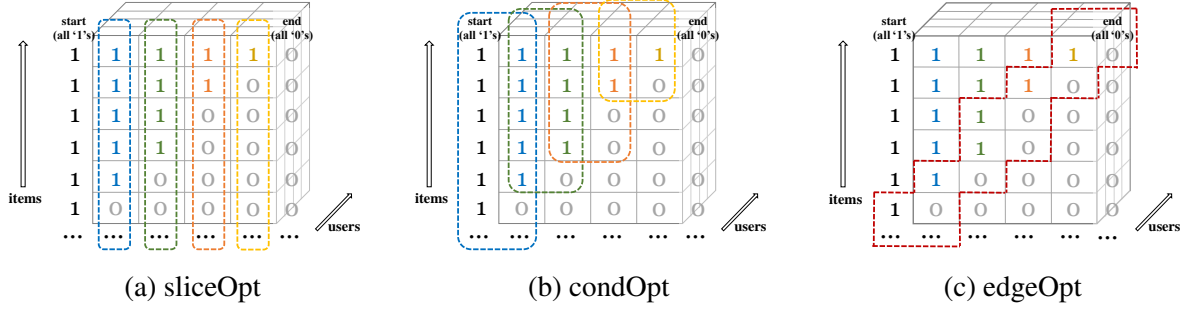 start
(all ‘1’s)
end
(all ‘0’s)
1 1 1 1 1 0
1 1 1 1 0 0
1 1 1 0 0 0
1 1 1 0 0 0
1 1 0 0 0 0
1 0 0 0 0 0
... ... ... ... ... ...
items
users
(a) sliceOpt
start
(all ‘1’s)
end
(all ‘0’s)
1 1 1 1 1 0
1 1 1 1 0 0
1 1 1 0 0 0
1 1 1 0 0 0
1 1 0 0 0 0
1 0 0 0 0 0
... ... ... ... ... ...
items
users
(b) condOpt
start
(all ‘1’s)
end
(all ‘0’s)
1 1 1 1 1 0
1 1 1 1 0 0
1 1 1 0 0 0
1 1 1 0 0 0
1 1 0 0 0 0
1 0 0 0 0 0
... ... ... ... ... ...
items
users
(c) edgeOpt